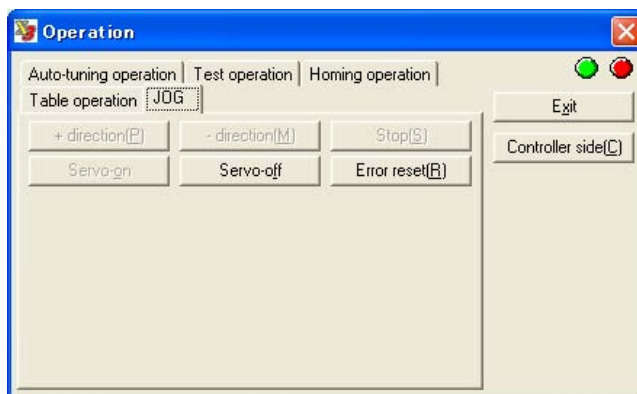 Operation
Auto-tuning operation Test operation Homing operation
Table operation JOG
Exit
+ direction(P) - direction(M) Stop(S)
Controller side(C)
Servo-on Servo-off Error reset(R)